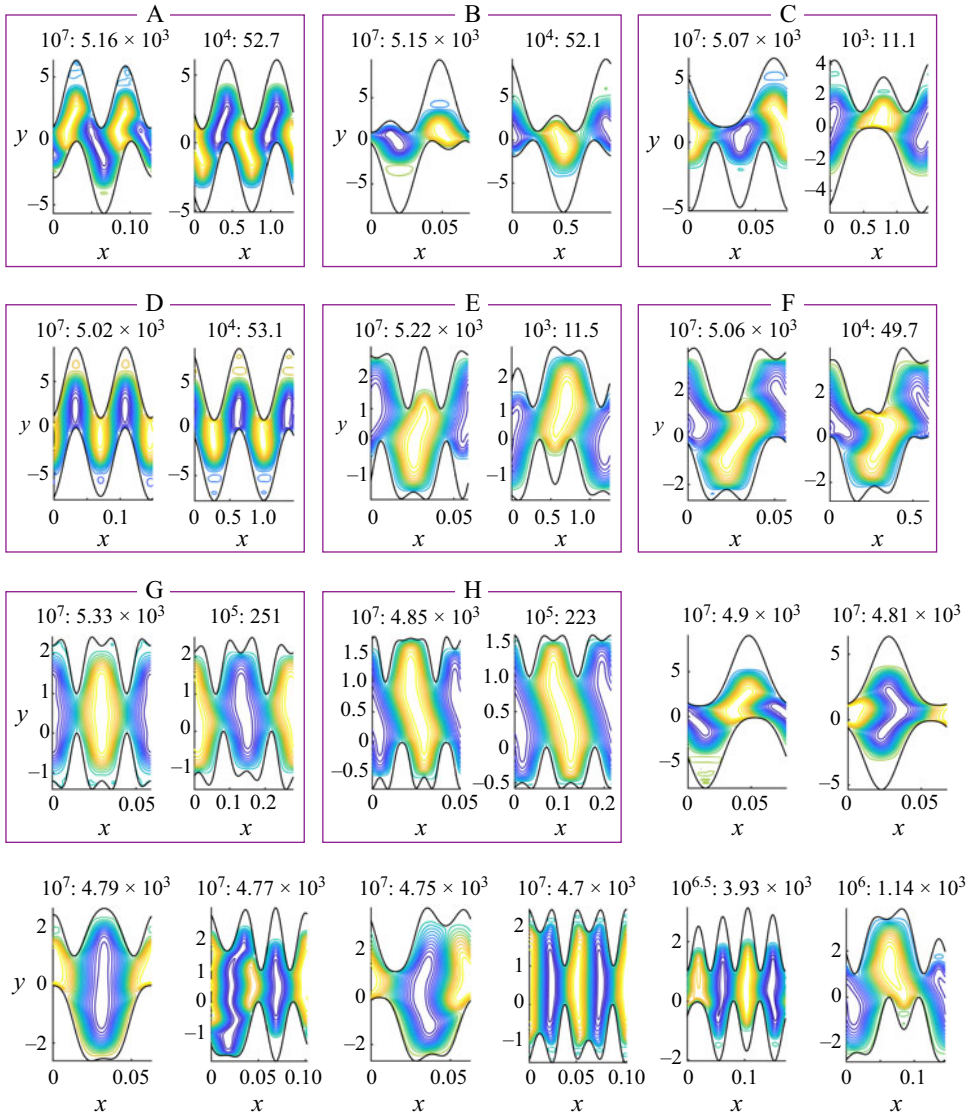 A
B
C
10⁷: 5.16 × 10³
10⁴: 52.7
10⁷: 5.15 × 10³
10⁴: 52.1
10⁷: 5.07 × 10³
10³: 11.1
y
5
0
−5
0
0.10
x
5
0
−5
0
1.0
x
5
0
−5
0
0.05
x
5
0
−5
0
0.5
x
5
0
−5
0
0.05
x
4
2
0
−2
−4
0
0.5
1.0
x
D
E
F
10⁷: 5.02 × 10³
10⁴: 53.1
10⁷: 5.22 × 10³
10³: 11.5
10⁷: 5.06 × 10³
10⁴: 49.7
y
5
0
−5
0
0.1
x
5
0
−5
0
0.5
1.0
x
y
2
1
0
−1
0
0.05
x
2
1
0
−1
0
0.5
1.0
x
y
2
0
−2
0
0.05
x
2
0
−2
0
0.5
x
G
H
10⁷: 5.33 × 10³
10⁵: 251
10⁷: 4.85 × 10³
10⁵: 223
10⁷: 4.9 × 10³
10⁷: 4.81 × 10³
y
2
1
0
−1
0
0.05
x
2
1
0
−1
0
0.1
0.2
x
1.5
1.0
0.5
0
−0.5
0
0.05
x
1.5
1.0
0.5
0
−0.5
0
0.1
0.2
x
5
0
−5
0
0.05
x
5
0
−5
0
0.05
x
10⁷: 4.79 × 10³
10⁷: 4.77 × 10³
10⁷: 4.75 × 10³
10⁷: 4.7 × 10³
10⁶·⁵: 3.93 × 10³
10⁶: 1.14 × 10³
y
2
0
−2
0
0.05
x
2
1
0
−1
0
0.05
0.10
x
2
0
−2
0
0.05
x
2
1
0
−1
0
0.05
0.10
x
2
0
−2
0
0.1
x
2
0
−2
0
0.1
x